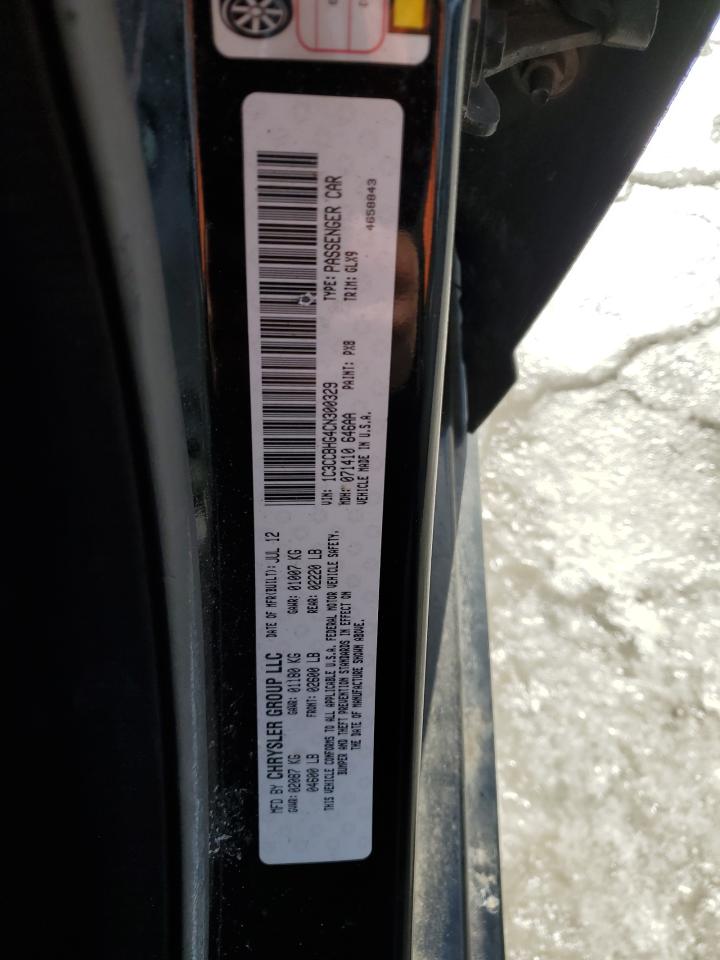 MFD BY CHRYSLER GROUP LLC DATE OF MFR(BUILT): JUL 12
GVWR: 02087 KG GAWR: 01180 KG GAWR: 01007 KG
04600 LB FRONT: 02600 LB REAR: 02220 LB
THIS VEHICLE CONFORMS TO ALL APPLICABLE U.S.A. FEDERAL MOTOR VEHICLE SAFETY,
BUMPER AND THEFT PREVENTION STANDARDS IN EFFECT ON
THE DATE OF MANUFACTURE SHOWN ABOVE.
VIN: 1C3CCBHG4CN300329 TYPE: PASSENGER CAR
MDH: 071410 646AA PAINT: PX8 TRIM: GLX9
VEHICLE MADE IN U.S.A.
4658843